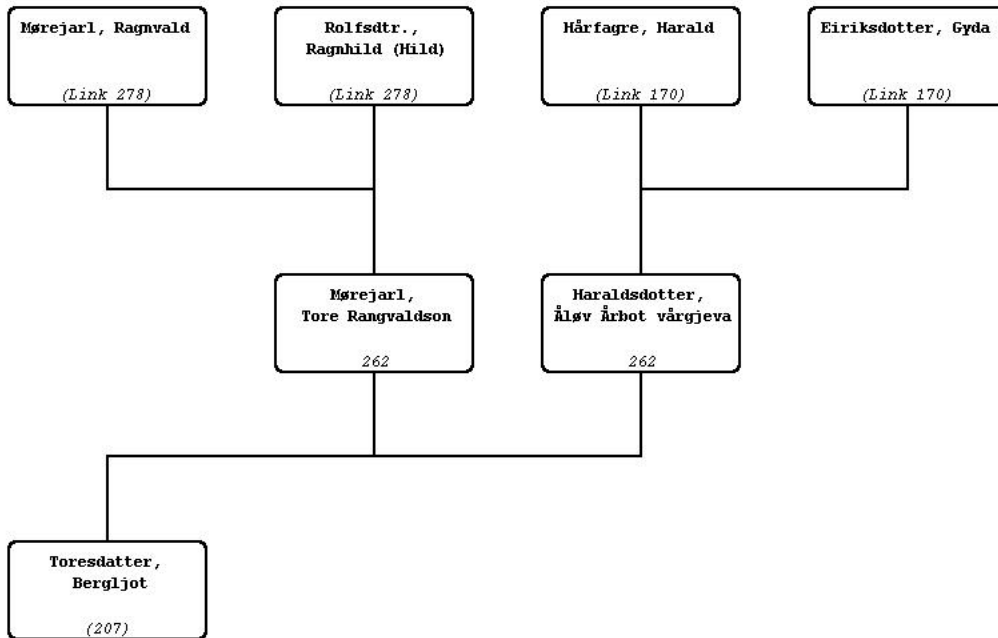 Mørejarl, Ragnvald
(Link 278)
Rolfsdtr.,
Ragnhild (Hild)
(Link 278)
Hårfagre, Harald
(Link 170)
Eiriksdotter, Gyda
(Link 170)
Mørejarl,
Tore Rangvaldson
262
Haraldsdotter,
Åløv Årbot vårgjeva
262
Toresdatter,
Bergljot
(207)